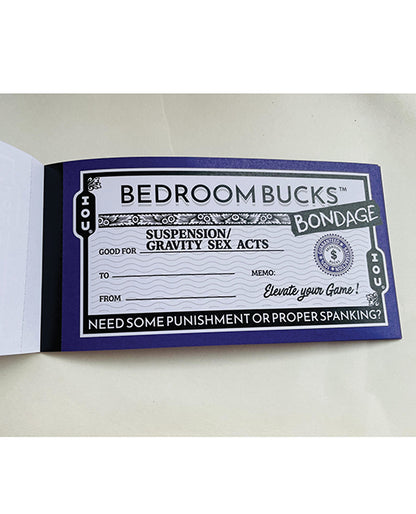 BEDROOM BUCKS™
BONDAGE
IOU
SUSPENSION/
GOOD FOR GRAVITY SEX ACTS
TO
MEMO:
FROM
Elevate your Game!
$
IOU
NEED SOME PUNISHMENT OR PROPER SPANKING?